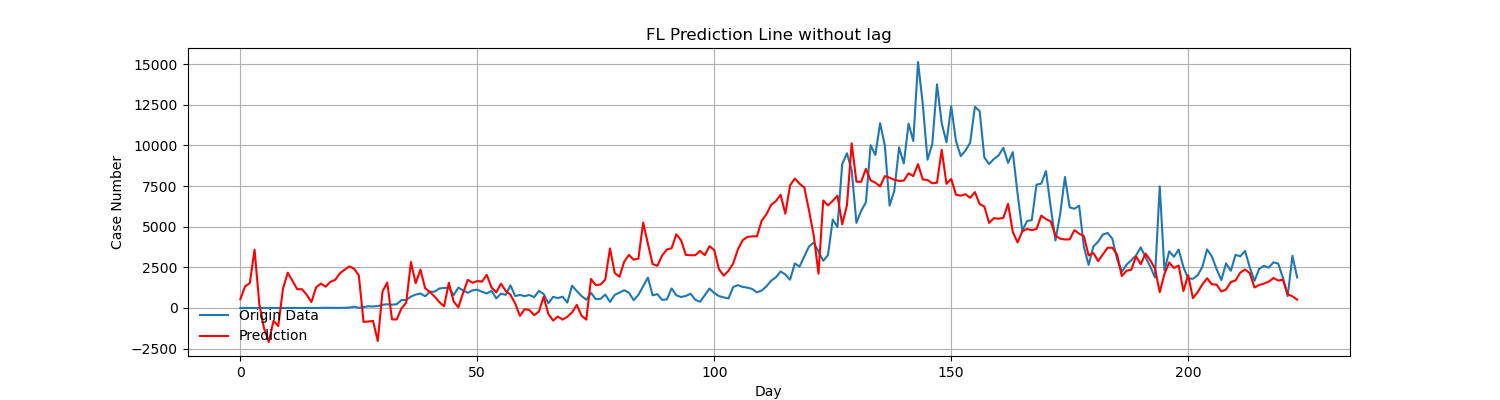 FL Prediction Line without lag
15000
12500
10000
7500
5000
2500
0
−2500
Case Number
Origin Data
Prediction
0 50 100 150 200
Day